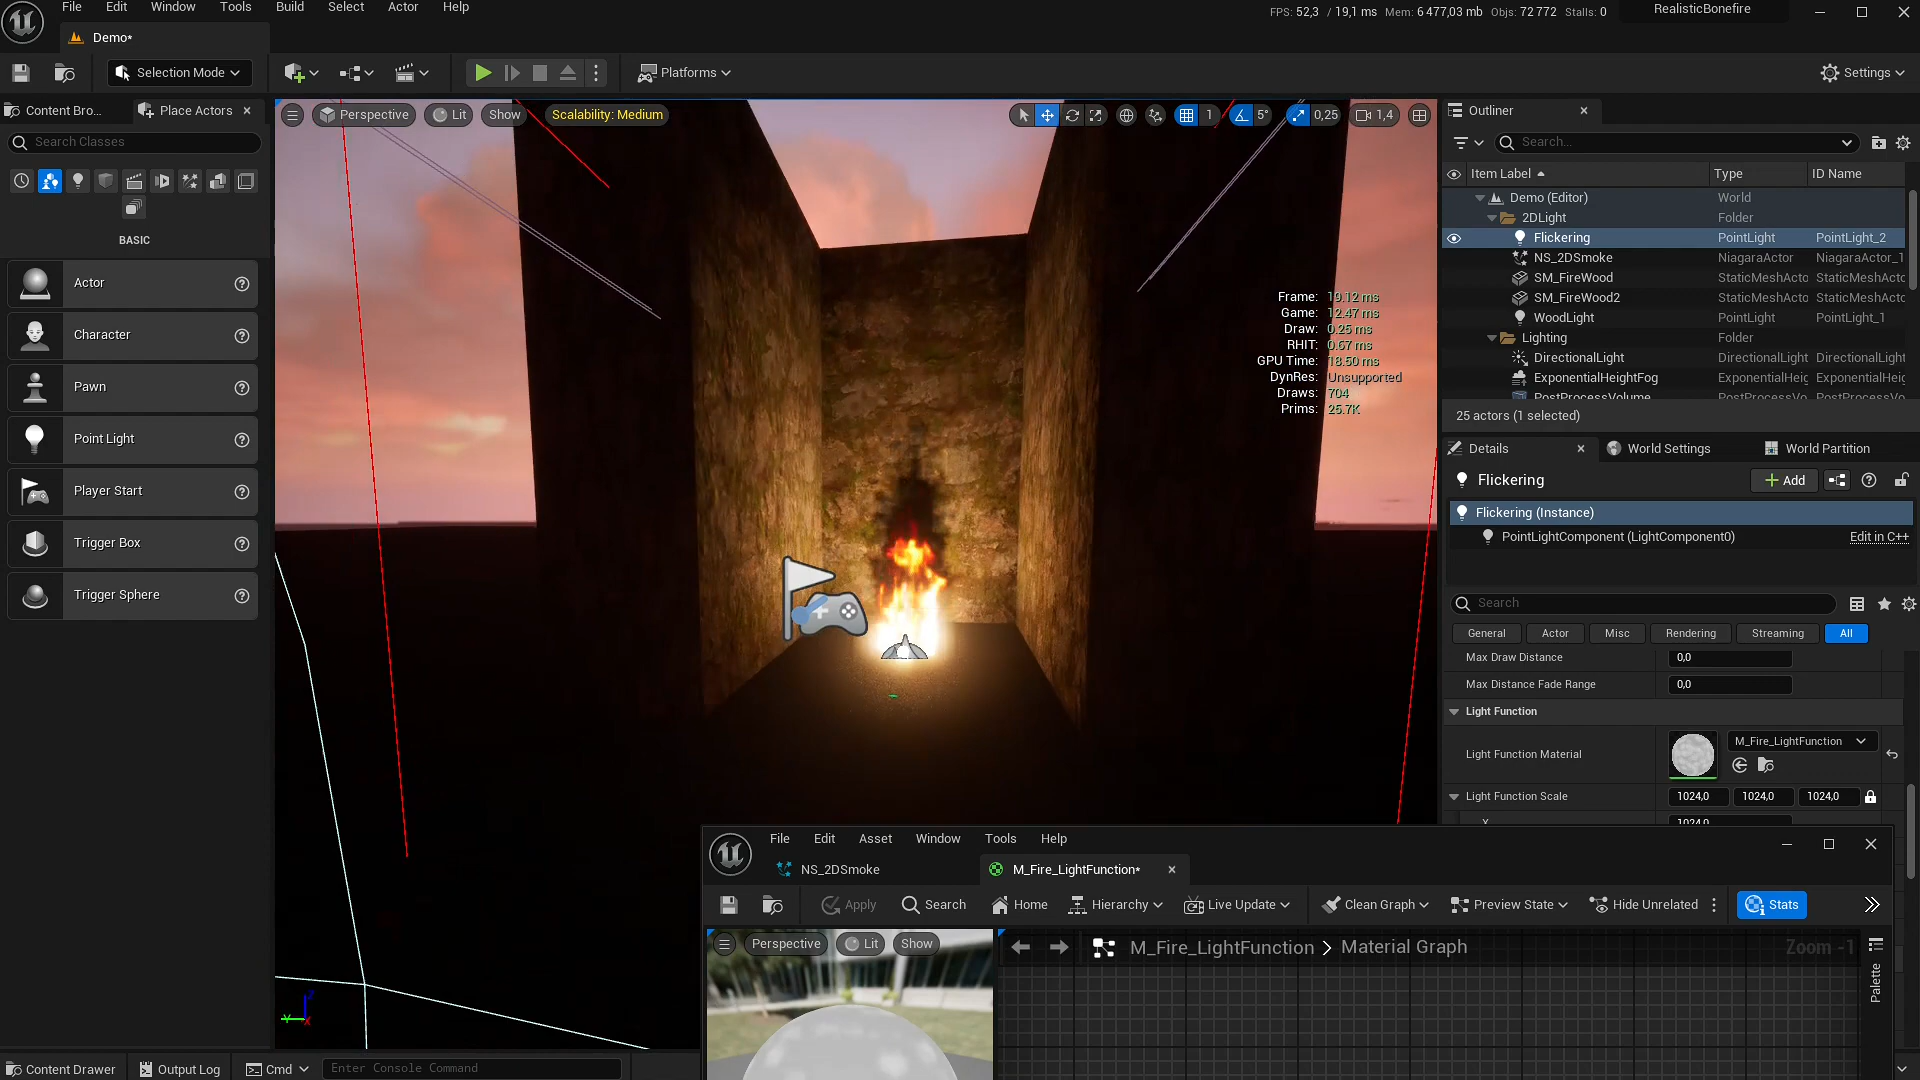 File Edit Window Tools Build Select Actor Help
FPS: 52,3 / 19,1 ms Mem: 6 477,03 mb Objs: 72 772 Stalls: 0
RealisticBonefire
Demo*
Selection Mode
Platforms
Settings
Content Bro...
Place Actors
Search Classes
BASIC
Actor
Character
Pawn
Point Light
Player Start
Trigger Box
Trigger Sphere
Perspective
Lit
Show
Scalability: Medium
1
5°
0,25
1,4
Frame: 19.12 ms
Game: 12.47 ms
Draw: 0.25 ms
RHIT: 0.67 ms
GPU Time: 18.50 ms
DynRes: Unsupported
Draws: 704
Prims: 25.7K
Outliner
Search...
Item Label Type ID Name
Demo (Editor) World
2DLight Folder
Flickering PointLight PointLight_2
NS_2DSmoke NiagaraActor NiagaraActor_1
SM_FireWood StaticMeshActo StaticMeshActo
SM_FireWood2 StaticMeshActo StaticMeshActo
WoodLight PointLight PointLight_1
Lighting Folder
DirectionalLight DirectionalLight DirectionalLight
ExponentialHeightFog ExponentialHeig ExponentialHeig
PostProcessVolume PostProcessVo PostProcessVo
25 actors (1 selected)
Details
World Settings
World Partition
Flickering
Add
Flickering (Instance)
PointLightComponent (LightComponent0) Edit in C++
Search
General Actor Misc Rendering Streaming All
Max Draw Distance 0,0
Max Distance Fade Range 0,0
Light Function
Light Function Material M_Fire_LightFunction
Light Function Scale 1024,0 1024,0 1024,0
X 1024,0
File Edit Asset Window Tools Help
NS_2DSmoke
M_Fire_LightFunction*
Apply Search Home Hierarchy Live Update Clean Graph Preview State Hide Unrelated Stats
Perspective Lit Show
M_Fire_LightFunction > Material Graph
Zoom -1
Palette
Z
Y
X
Content Drawer
Output Log
Cmd
Enter Console Command